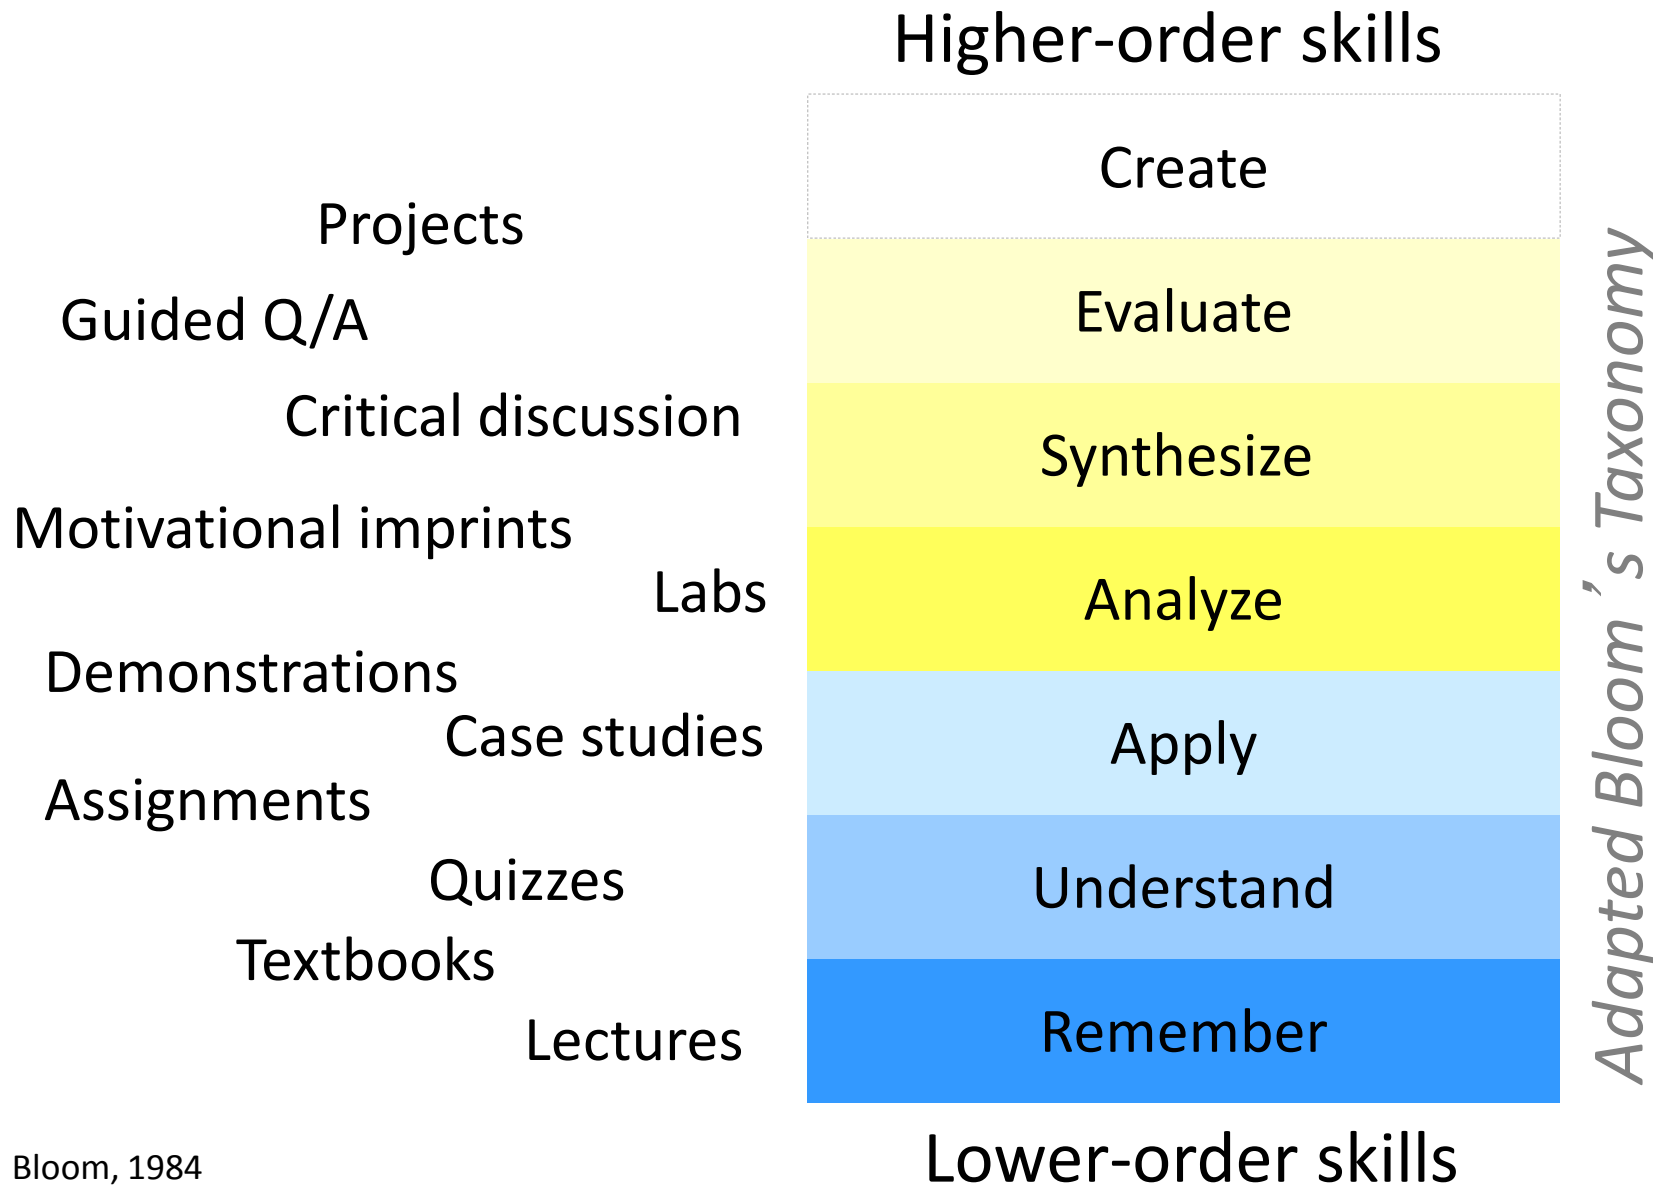 Higher-order skills
Create
Projects
Evaluate
Guided Q/A
Critical discussion
Synthesize
Motivational imprints
Labs
Analyze
Demonstrations
Case studies
Apply
Assignments
Quizzes
Understand
Textbooks
Lectures
Remember
Adapted Bloom’s Taxonomy
Lower-order skills
Bloom, 1984